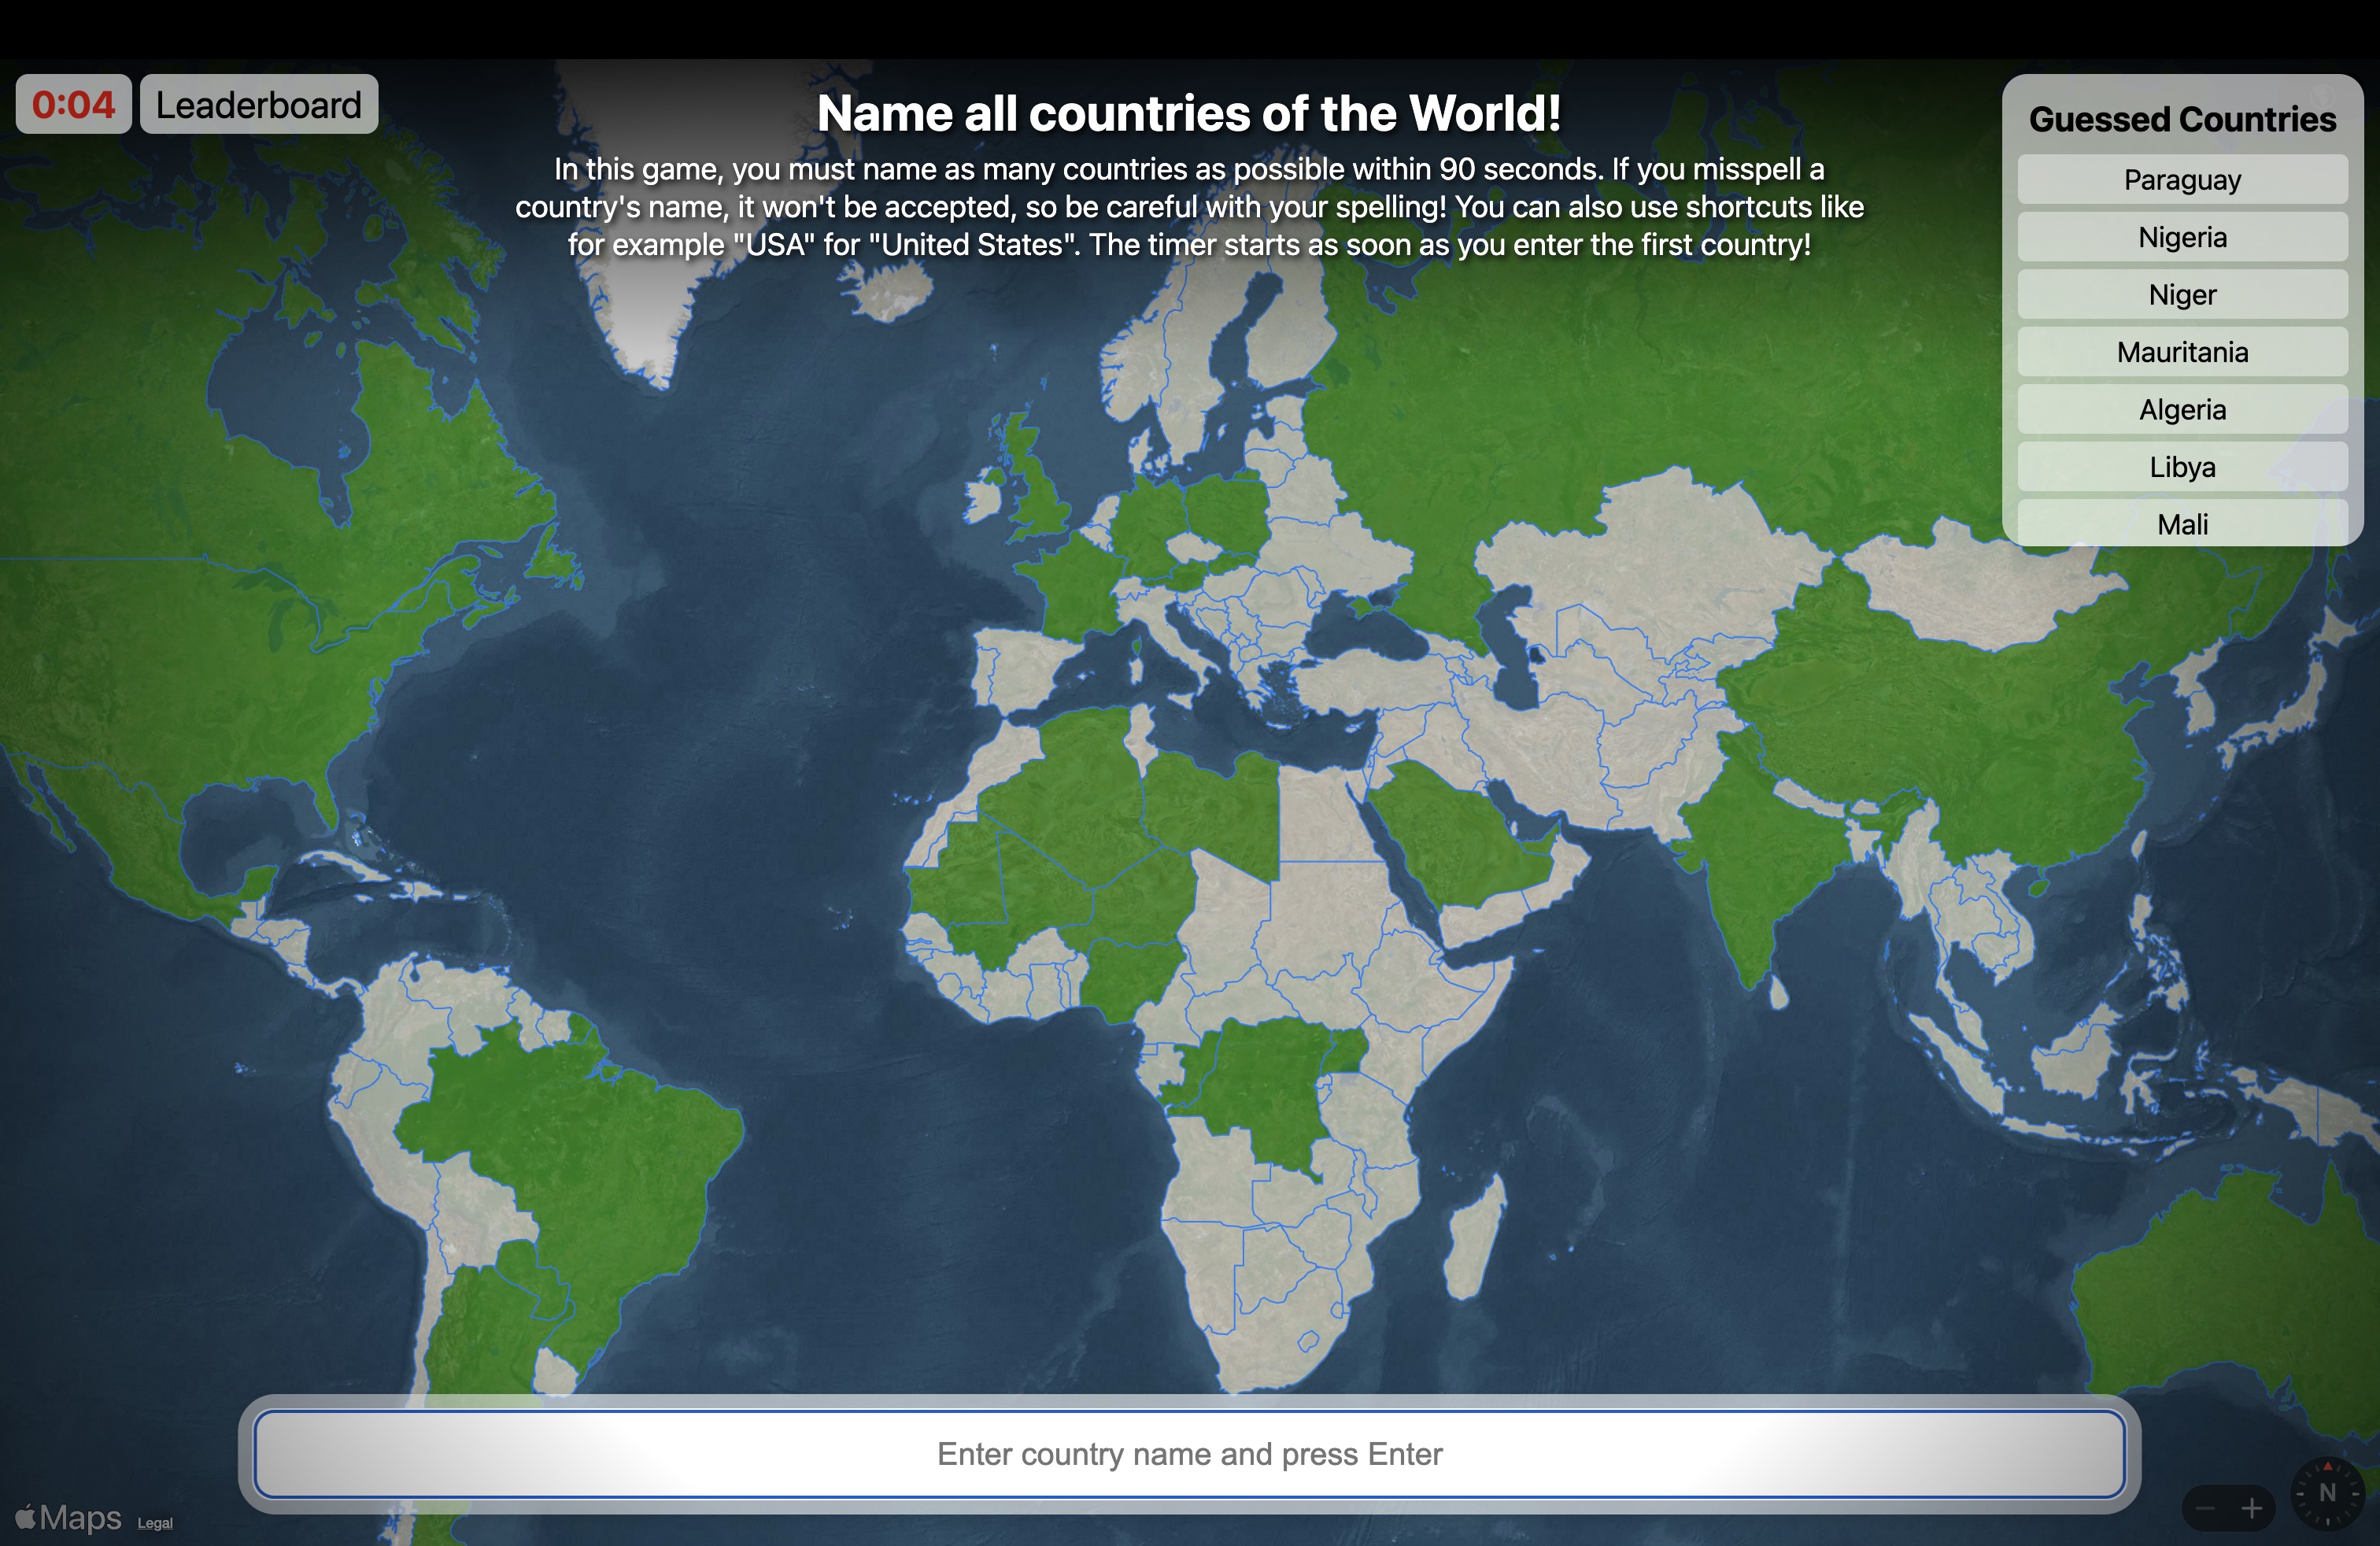 0:04
Leaderboard
Name all countries of the World!
In this game, you must name as many countries as possible within 90 seconds. If you misspell a
country's name, it won't be accepted, so be careful with your spelling! You can also use shortcuts like
for example "USA" for "United States". The timer starts as soon as you enter the first country!
Guessed Countries
Paraguay
Nigeria
Niger
Mauritania
Algeria
Libya
Mali
Enter country name and press Enter
Maps
Legal
N